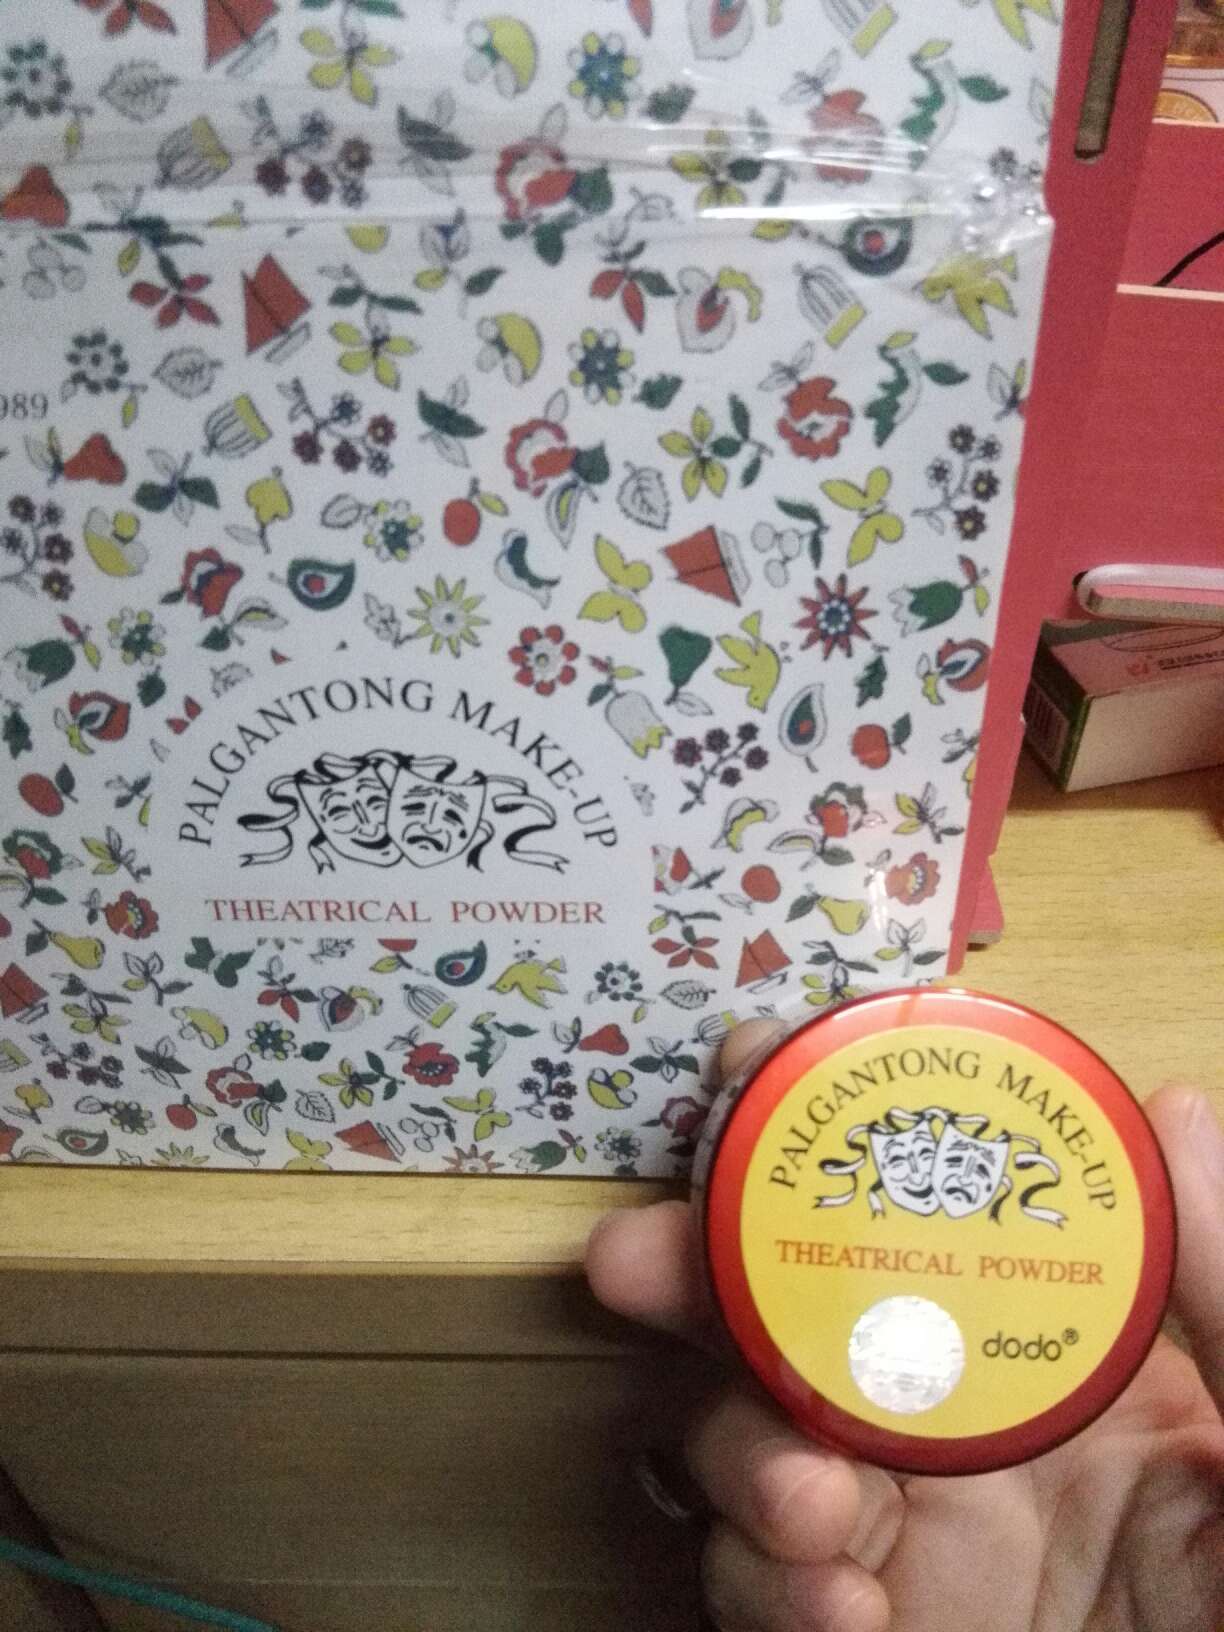 989
PALGANTONG MAKE-UP
THEATRICAL POWDER
PALGANTONG MAKE-UP
THEATRICAL POWDER
dodo®